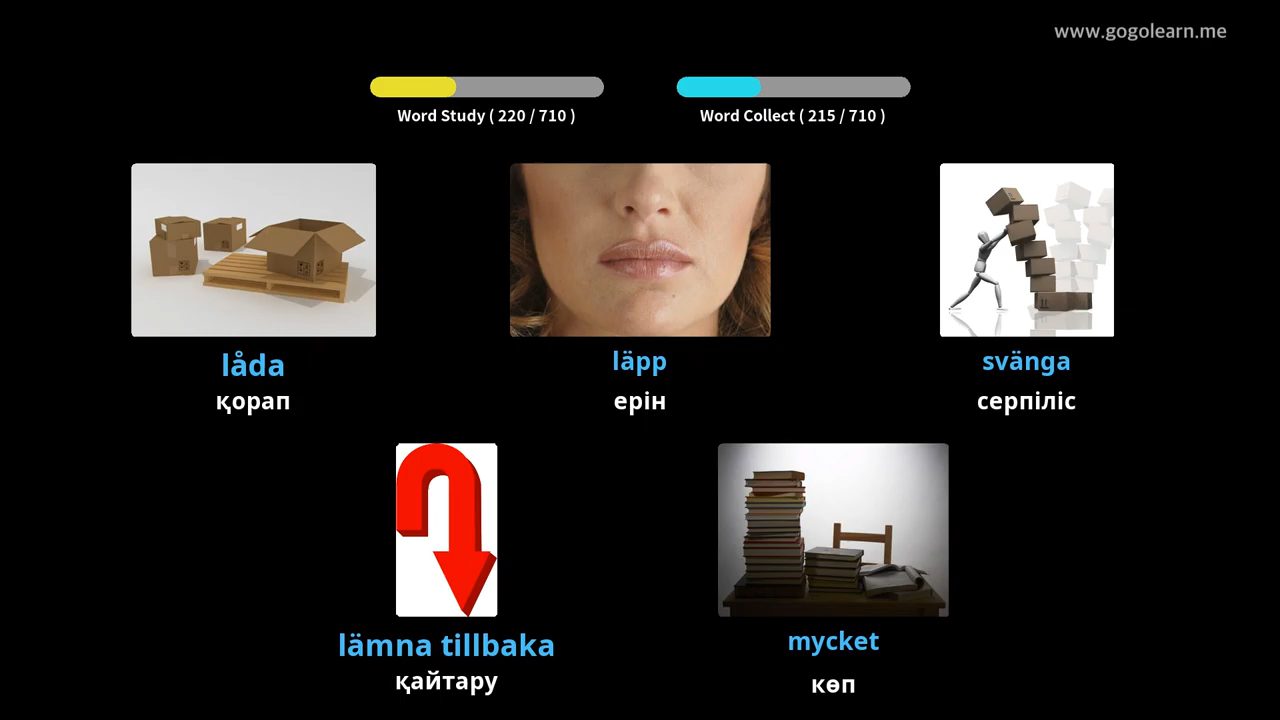 www.gogolearn.me
Word Study ( 220 / 710 )
Word Collect ( 215 / 710 )
låda
қорап
läpp
ерін
svänga
серпіліс
lämna tillbaka
қайтару
mycket
көп